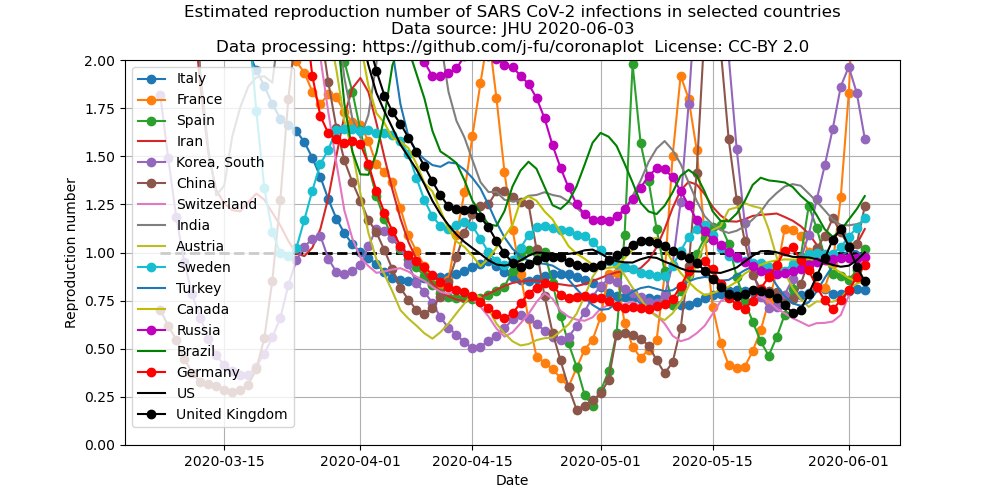 Estimated reproduction number of SARS CoV-2 infections in selected countries
Data source: JHU 2020-06-03
Data processing: https://github.com/j-fu/coronaplot License: CC-BY 2.0
Reproduction number
2.00
1.75
1.50
1.25
1.00
0.75
0.50
0.25
0.00
Italy
France
Spain
Iran
Korea, South
China
Switzerland
India
Austria
Sweden
Turkey
Canada
Russia
Brazil
Germany
US
United Kingdom
2020-03-15
2020-04-01
2020-04-15
2020-05-01
2020-05-15
2020-06-01
Date